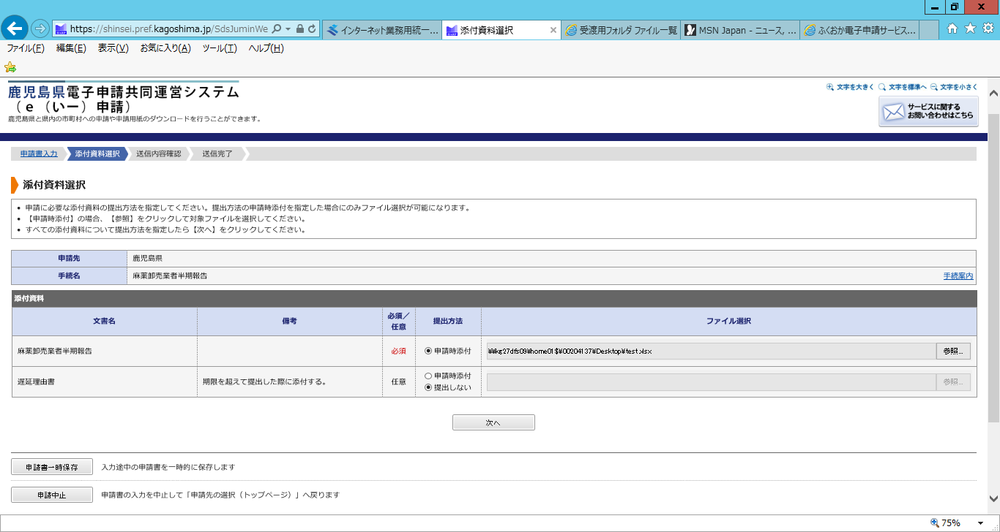 https://shinsei.pref.kagoshima.jp/SdsJuminWe
インターネット業務用統一...
添付資料選択
受渡用フォルダ ファイル一覧
MSN Japan - ニュース, ...
ふくおか電子申請サービス...
ファイル(F) 編集(E) 表示(V) お気に入り(A) ツール(T) ヘルプ(H)
鹿児島県電子申請共同運営システム
（ｅ（いー）申請）
鹿児島県と県内の市町村への申請や申請用紙のダウンロードを行うことができます。
文字を大きく 文字を標準へ 文字を小さく
サービスに関する
お問い合わせはこちら
申請書入力 添付資料選択 送信内容確認 送信完了
添付資料選択
• 申請に必要な添付資料の提出方法を指定してください。提出方法の申請時添付を指定した場合にのみファイル選択が可能になります。
• 【申請時添付】の場合、【参照】をクリックして対象ファイルを選択してください。
• すべての添付資料について提出方法を指定したら【次へ】をクリックしてください。
申請先 鹿児島県
手続名 麻薬卸売業者半期報告 手続案内
添付資料
文書名 備考 必須／任意 提出方法 ファイル選択
麻薬卸売業者半期報告 必須 申請時添付 ¥¥kg27dfs09¥home01$¥00204137¥Desktop¥test.xlsx 参照...
遅延理由書 期限を超えて提出した際に添付する。 任意 申請時添付 参照...
提出しない
次へ
申請書一時保存 入力途中の申請書を一時的に保存します
申請中止 申請書の入力を中止して「申請先の選択（トップページ）」へ戻ります
75%